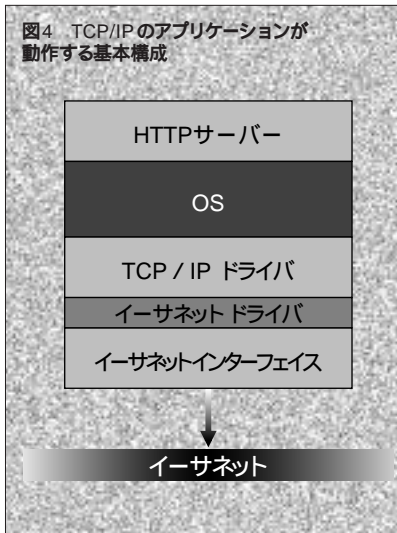 図4 TCP/IPのアプリケーションが
動作する基本構成
HTTPサーバー
OS
TCP / IP ドライバ
イーサネット ドライバ
イーサネットインターフェイス
イーサネット